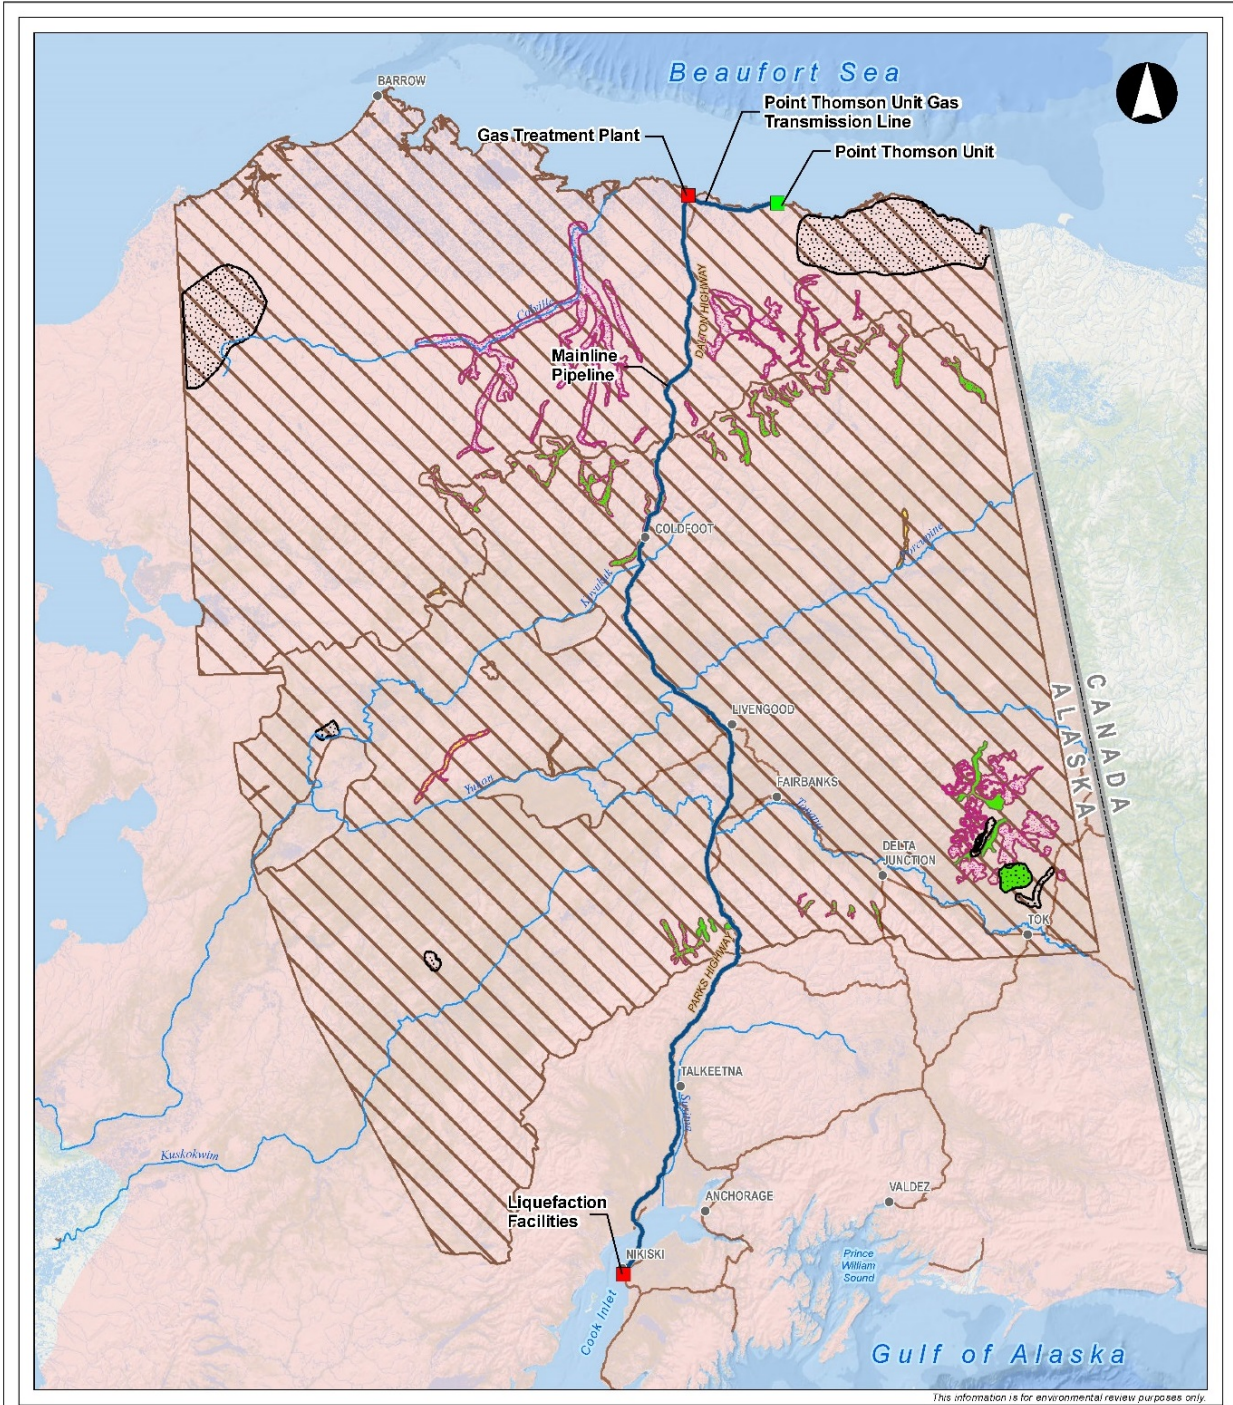 Beaufort Sea
BARROW
Point Thomson Unit Gas
Transmission Line
Gas Treatment Plant
Point Thomson Unit
DALTON HIGHWAY
Colville
Mainline
Pipeline
COLDFOOT
Porcupine
Koyukuk
CANADA
ALASKA
LIVENGOOD
Yukon
FAIRBANKS
Tanana
DELTA
JUNCTION
TOK
PARKS HIGHWAY
TALKEETNA
Susitna
Kuskokwim
Liquefaction
Facilities
ANCHORAGE
VALDEZ
NIKISKI
Prince
William
Sound
Cook Inlet
Gulf of Alaska
This information is for environmental review purposes only.